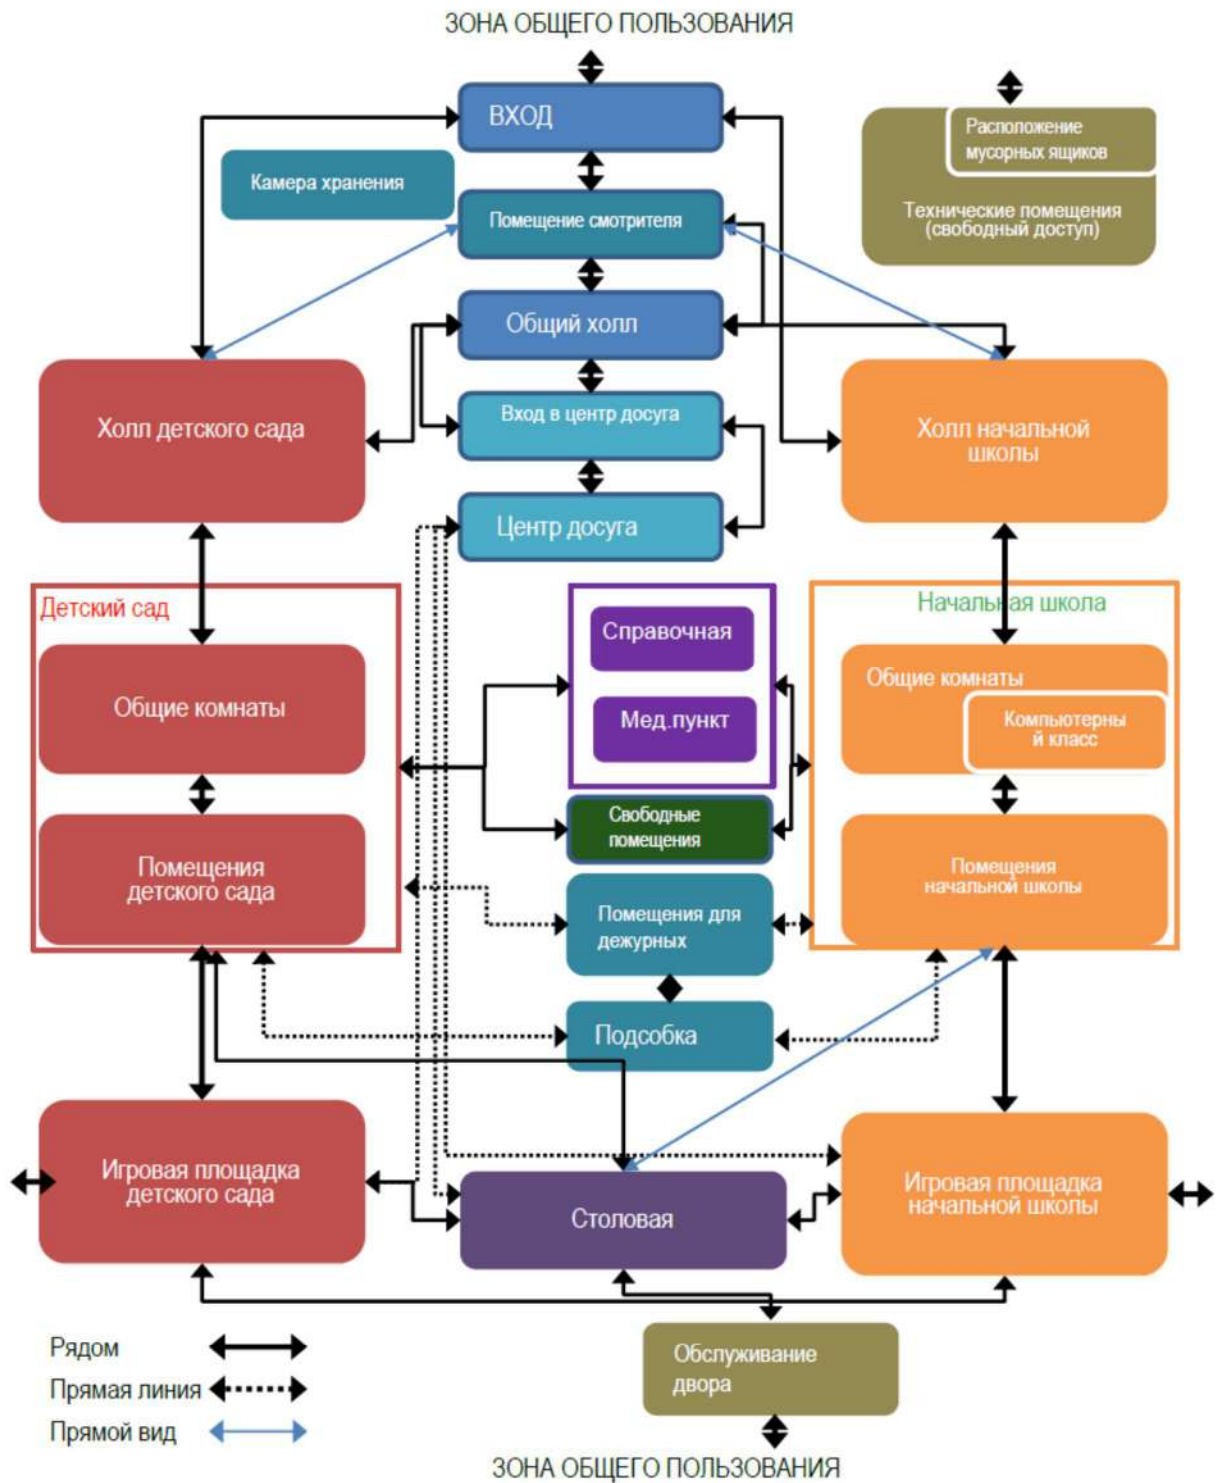 ЗОНА ОБЩЕГО ПОЛЬЗОВАНИЯ
ВХОД
Расположение
мусорных ящиков
Технические помещения
(свободный доступ)
Камера хранения
Помещение смотрителя
Общий холл
Холл детского сада
Вход в центр досуга
Холл начальной
школы
Центр досуга
Детский сад
Справочная
Начальная школа
Общие комнаты
Мед.пункт
Общие комнаты
Компьютерны
й класс
Свободные
помещения
Помещения
детского сада
Помещения для
дежурных
Помещения
начальной школы
Подсобка
Игровая площадка
детского сада
Столовая
Игровая площадка
начальной школы
Рядом
Прямая линия
Прямой вид
Обслуживание
двора
ЗОНА ОБЩЕГО ПОЛЬЗОВАНИЯ